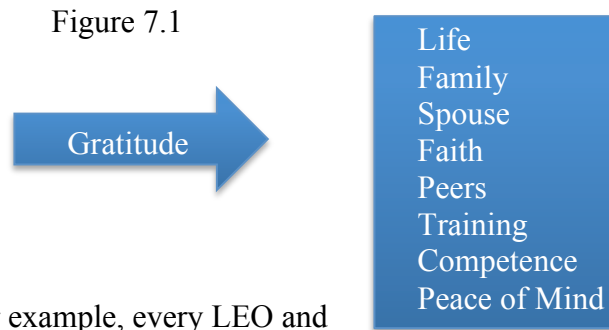 Figure 7.1
Gratitude
Life
Family
Spouse
Faith
Peers
Training
Competence
Peace of Mind
example, every LEO and